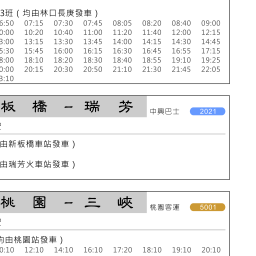 3班（均由林口長庚發車）
6:50 07:15 07:30 07:45 08:05 08:20 08:40 09:00
0:00 10:20 10:40 11:00 11:20 11:40 12:00 12:15
3:00 13:15 13:30 13:45 14:00 14:15 14:30 14:45
5:30 15:45 16:00 16:15 16:30 16:45 16:55 17:15
8:00 18:10 18:20 18:30 18:40 18:55 19:10 19:25
0:00 20:15 20:30 20:50 21:10 21:30 21:45 22:05
3:10
板橋－瑞芳 中興巴士 2021
由新板橋車站發車）
由瑞芳火車站發車）
桃園－三峽 桃園客運 5001
均由桃園站發車）
0:10 12:10 14:10 16:10 17:20 18:10 19:10 20:10